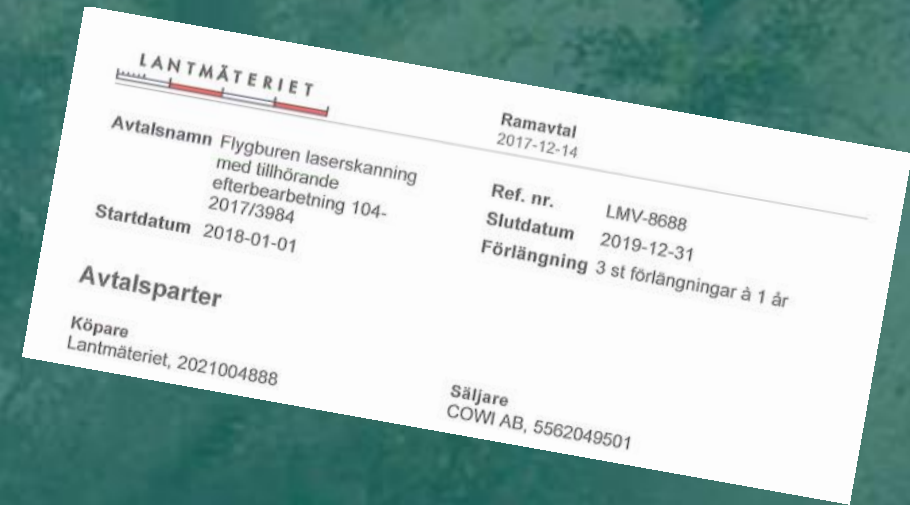 LANTMÄTERIET
Ramavtal
2017-12-14
Avtalsnamn Flygburen laserskanning
med tillhörande
efterbearbetning 104-
2017/3984
Startdatum 2018-01-01
Ref. nr. LMV-8688
Slutdatum 2019-12-31
Förlängning 3 st förlängningar à 1 år
Avtalsparter
Köpare
Lantmäteriet, 2021004888
Säljare
COWI AB, 5562049501